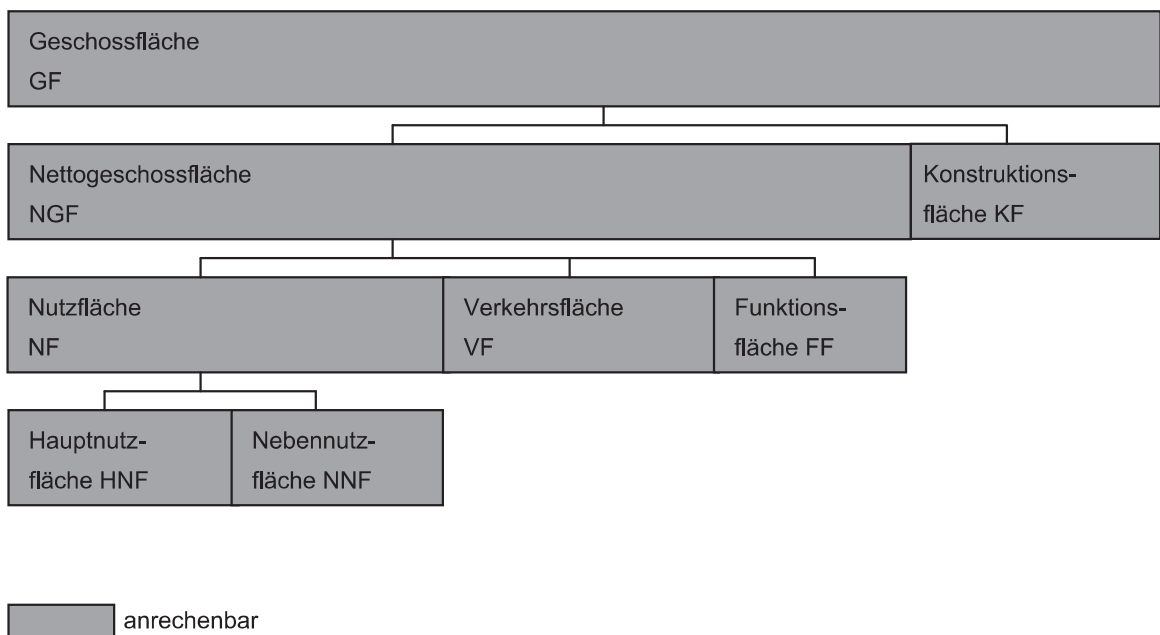 Geschossfläche
GF
Nettogeschossfläche
NGF
Konstruktions-
fläche KF
Nutzfläche
NF
Verkehrsfläche
VF
Funktions-
fläche FF
Hauptnutz-
fläche HNF
Nebennutz-
fläche NNF
anrechenbar